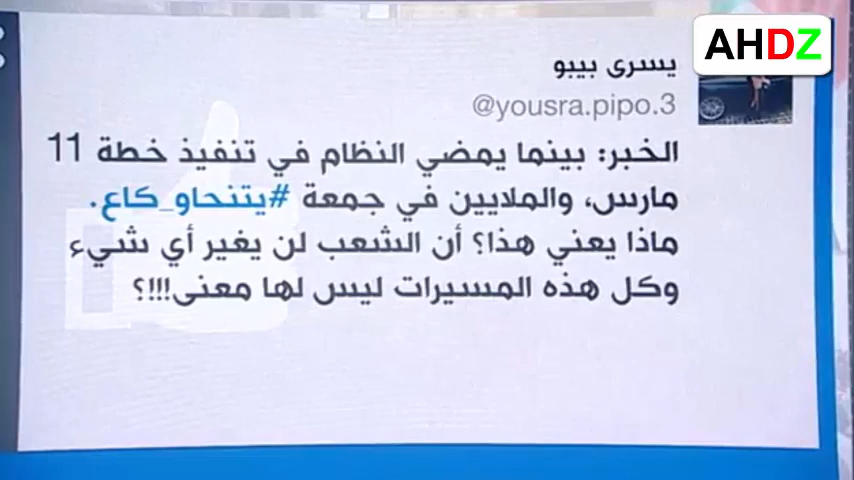 AHDZ
يسرى بيبو
@yousra.pipo.3
الخبر: بينما يمضي النظام في تنفيذ خطة 11
مارس، والملايين في جمعة #يتنحاو_كاع.
ماذا يعني هذا؟ أن الشعب لن يغير أي شيء
وكل هذه المسيرات ليس لها معنى!!!؟